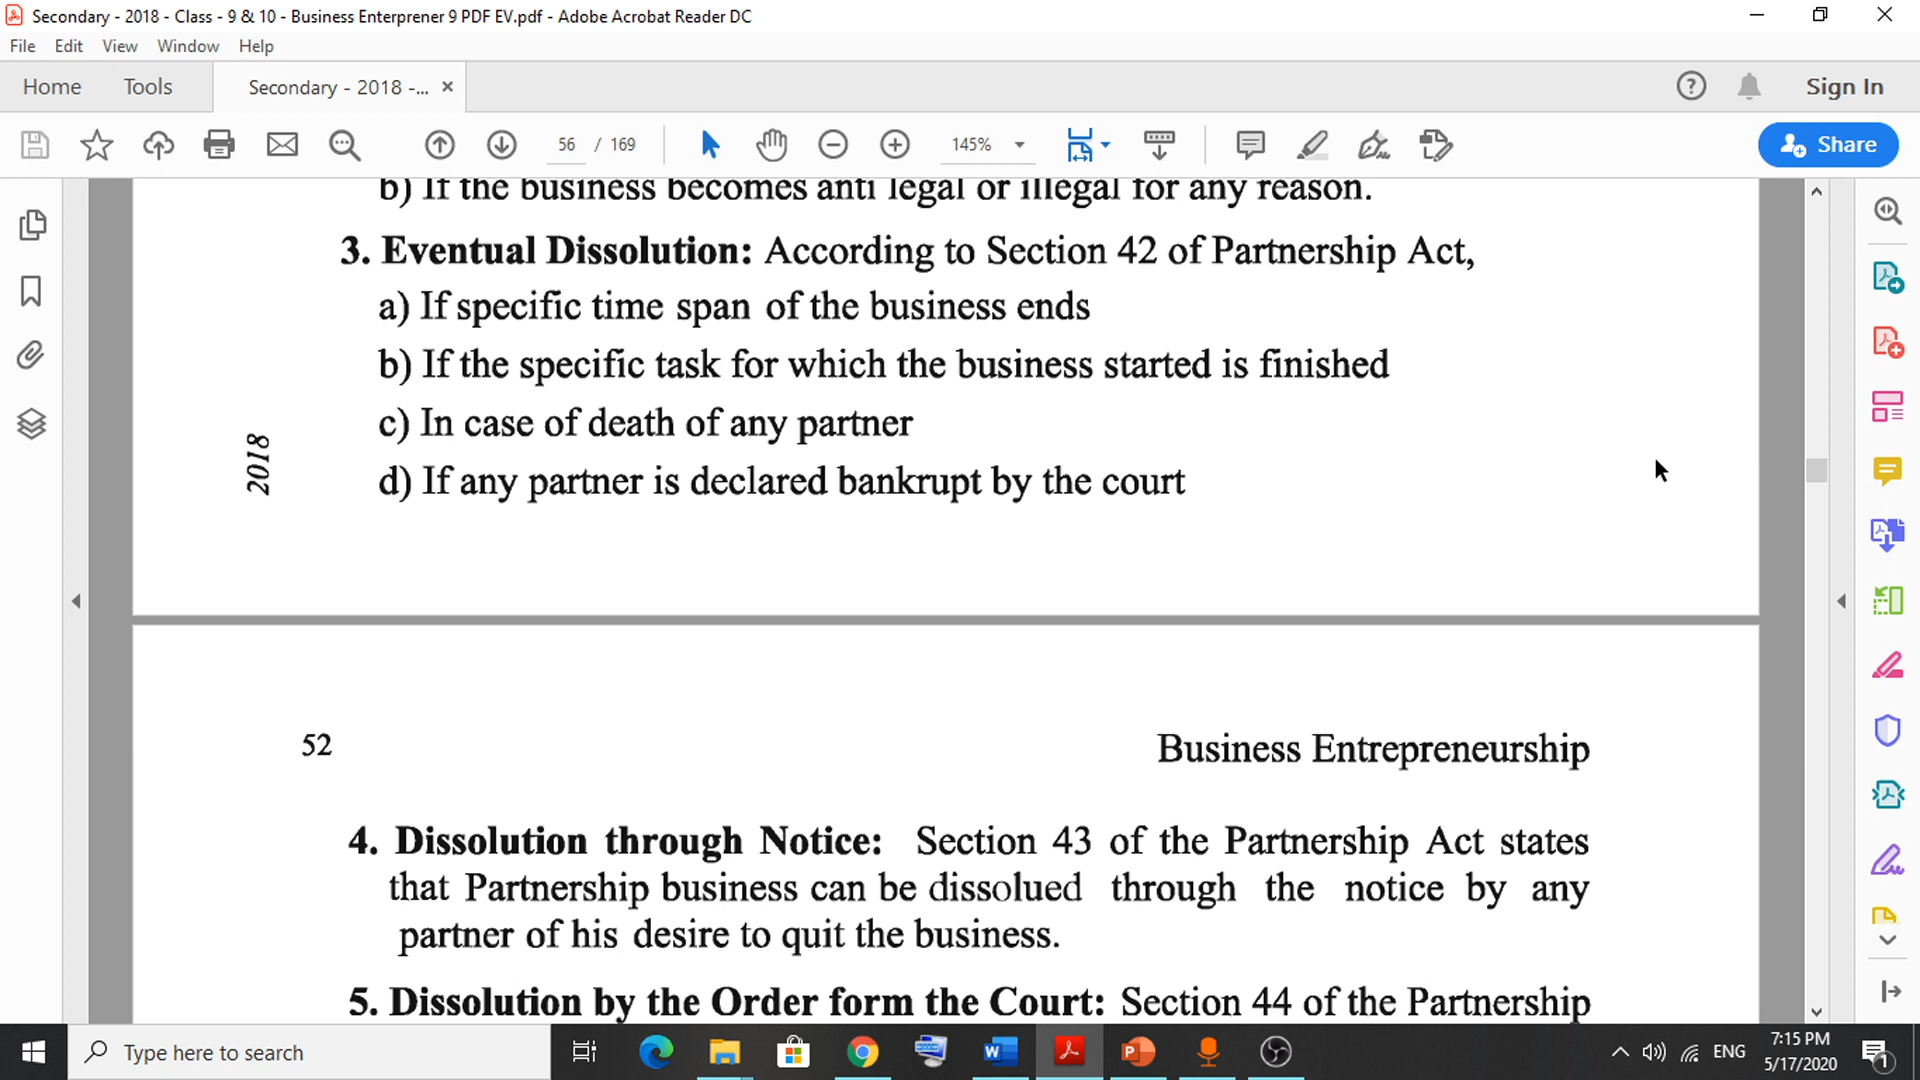 Secondary - 2018 - Class - 9 & 10 - Business Enterprener 9 PDF EV.pdf - Adobe Acrobat Reader DC
File Edit View Window Help
Home Tools Secondary - 2018 -... × Sign In
56 / 169 145% Share
b) If the business becomes anti legal or illegal for any reason.
3. Eventual Dissolution: According to Section 42 of Partnership Act,
a) If specific time span of the business ends
b) If the specific task for which the business started is finished
c) In case of death of any partner
2018
d) If any partner is declared bankrupt by the court
52 Business Entrepreneurship
4. Dissolution through Notice: Section 43 of the Partnership Act states
that Partnership business can be dissolued through the notice by any
partner of his desire to quit the business.
5. Dissolution by the Order form the Court: Section 44 of the Partnership
Type here to search ENG 7:15 PM
5/17/2020 1